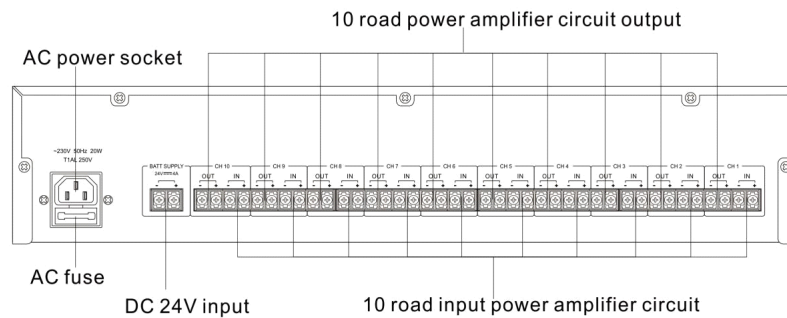 10 road power amplifier circuit output
AC power socket
~230V 50Hz 20W
T1AL 250V
BATT SUPPLY CH 10 CH 9 CH 8 CH 7 CH 6 CH 5 CH 4 CH 3 CH 2 CH 1
24V⎓4A OUT IN OUT IN OUT IN OUT IN OUT IN OUT IN OUT IN OUT IN OUT IN OUT IN
- + - + - + - + - + - + - + - + - + - + - + - + - + - + - + - + - + - + - + - + - +
AC fuse
DC 24V input
10 road input power amplifier circuit